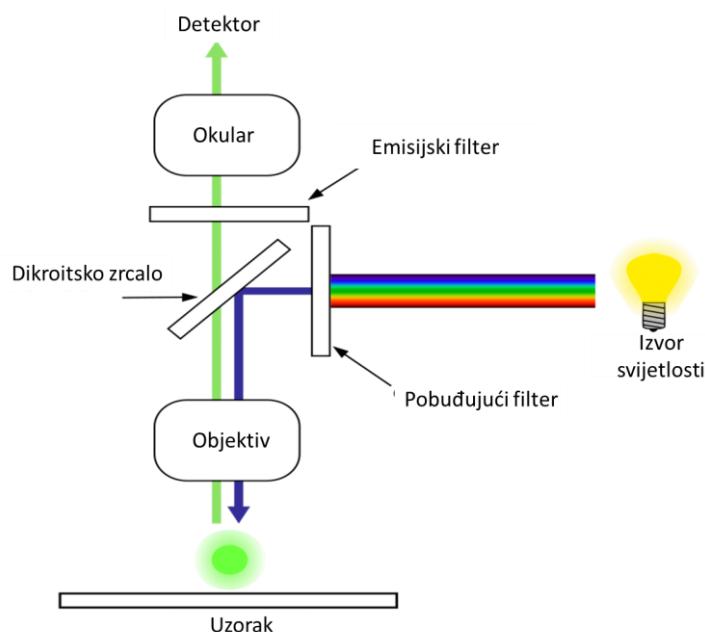 Detektor
Okular
Emisijski filter
Dikroitsko zrcalo
Izvor
svijetlosti
Pobuđujući filter
Objektiv
Uzorak